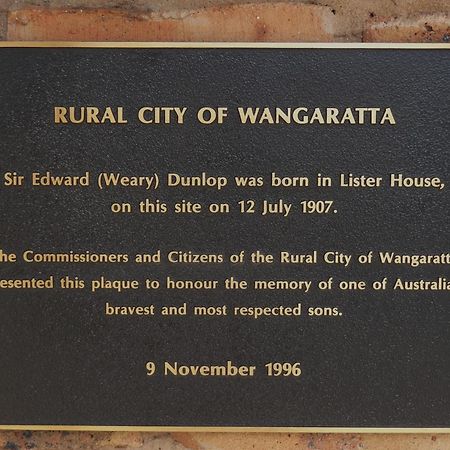 RURAL CITY OF WANGARATTA
Sir Edward (Weary) Dunlop was born in Lister House,
on this site on 12 July 1907.
he Commissioners and Citizens of the Rural City of Wangaratt
esented this plaque to honour the memory of one of Australia
bravest and most respected sons.
9 November 1996